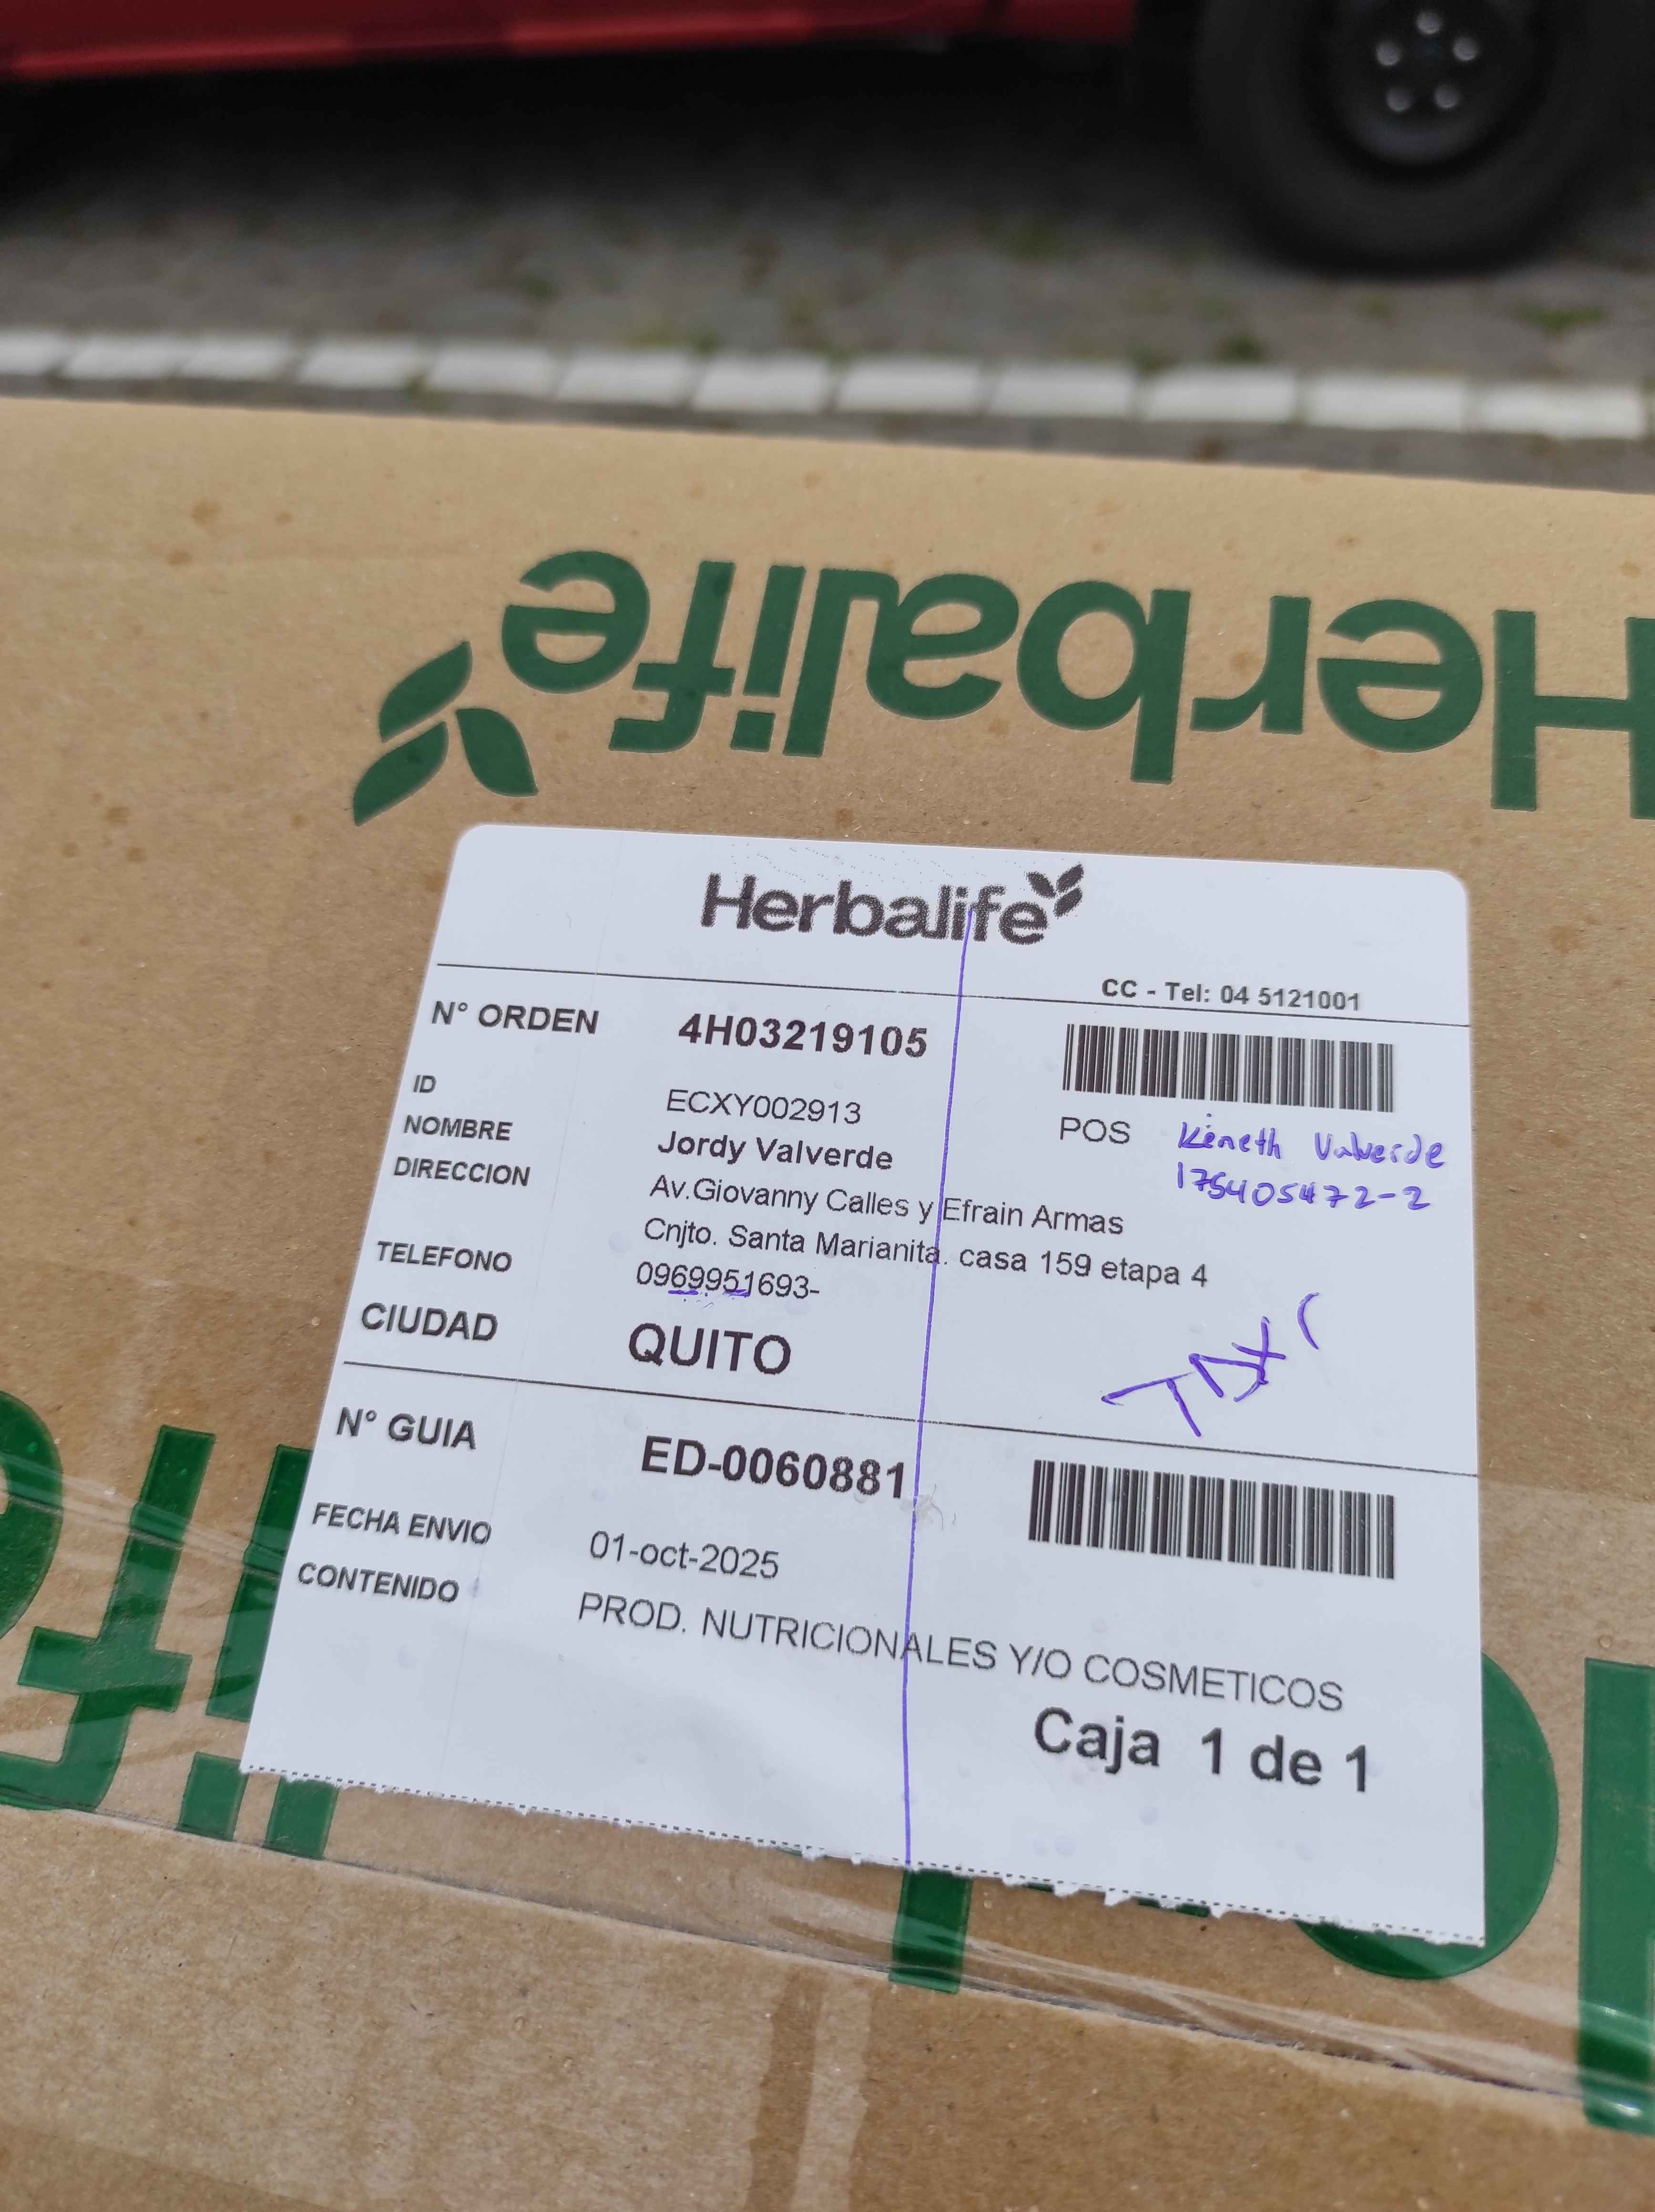 Herbalife
Herbalife
CC - Tel: 04 5121001
N° ORDEN 4H03219105
ID ECXY002913
POS Kineth Valverde
175405472-2
NOMBRE Jordy Valverde
DIRECCION Av.Giovanny Calles y Efrain Armas
Cnjto. Santa Marianita. casa 159 etapa 4
TELEFONO 0969951693-
CIUDAD QUITO
N° GUIA ED-0060881
FECHA ENVIO 01-oct-2025
CONTENIDO PROD. NUTRICIONALES Y/O COSMETICOS
Caja 1 de 1